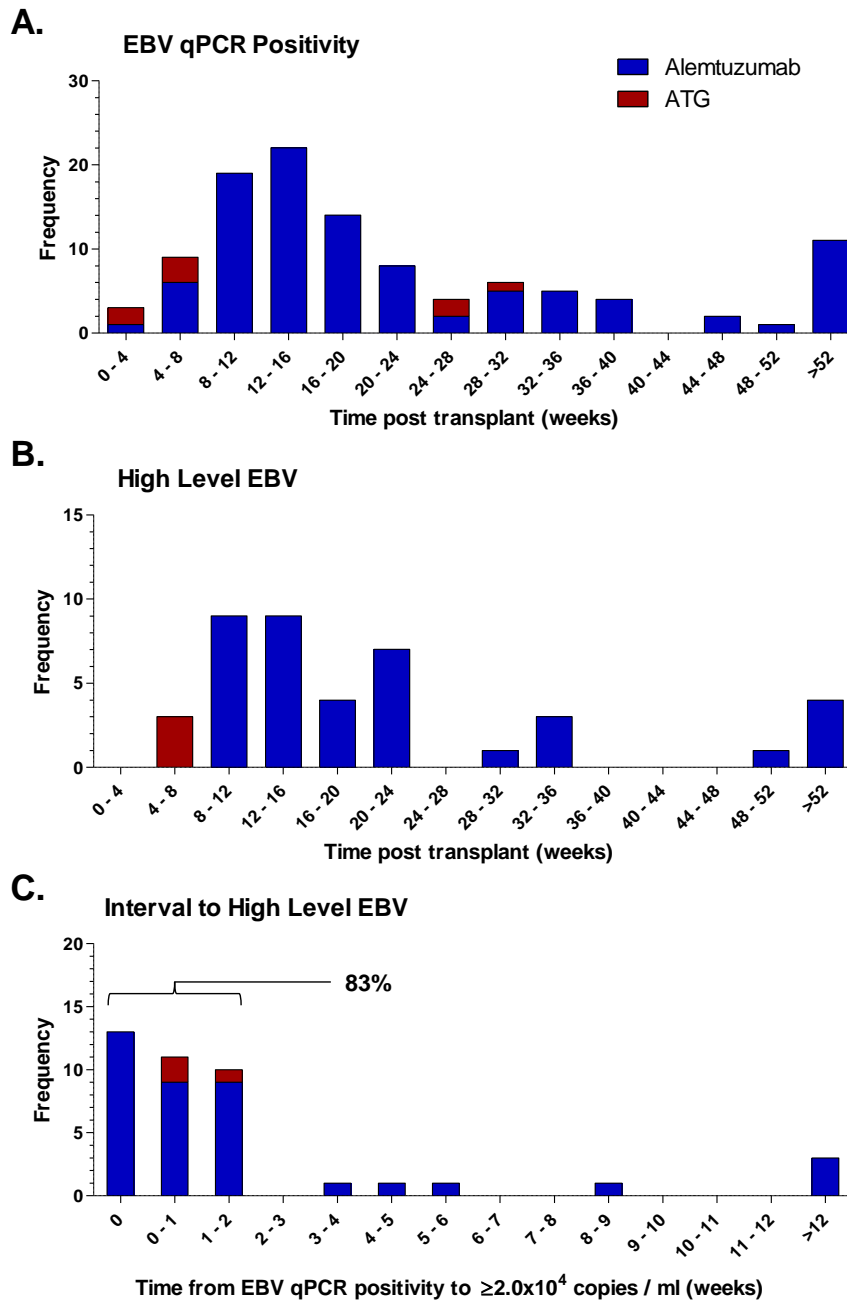 A.
EBV qPCR Positivity
Alemtuzumab
ATG
30
20
10
0
Frequency
0 - 4
4 - 8
8 - 12
12 - 16
16 - 20
20 - 24
24 - 28
28 - 32
32 - 36
36 - 40
40 - 44
44 - 48
48 - 52
>52
Time post transplant (weeks)
B.
High Level EBV
15
10
5
0
Frequency
0 - 4
4 - 8
8 - 12
12 - 16
16 - 20
20 - 24
24 - 28
28 - 32
32 - 36
36 - 40
40 - 44
44 - 48
48 - 52
>52
Time post transplant (weeks)
C.
Interval to High Level EBV
83%
20
15
10
5
0
Frequency
0
0 - 1
1 - 2
2 - 3
3 - 4
4 - 5
5 - 6
6 - 7
7 - 8
8 - 9
9 - 10
10 - 11
11 - 12
>12
Time from EBV qPCR positivity to ≥2.0x10⁴ copies / ml (weeks)